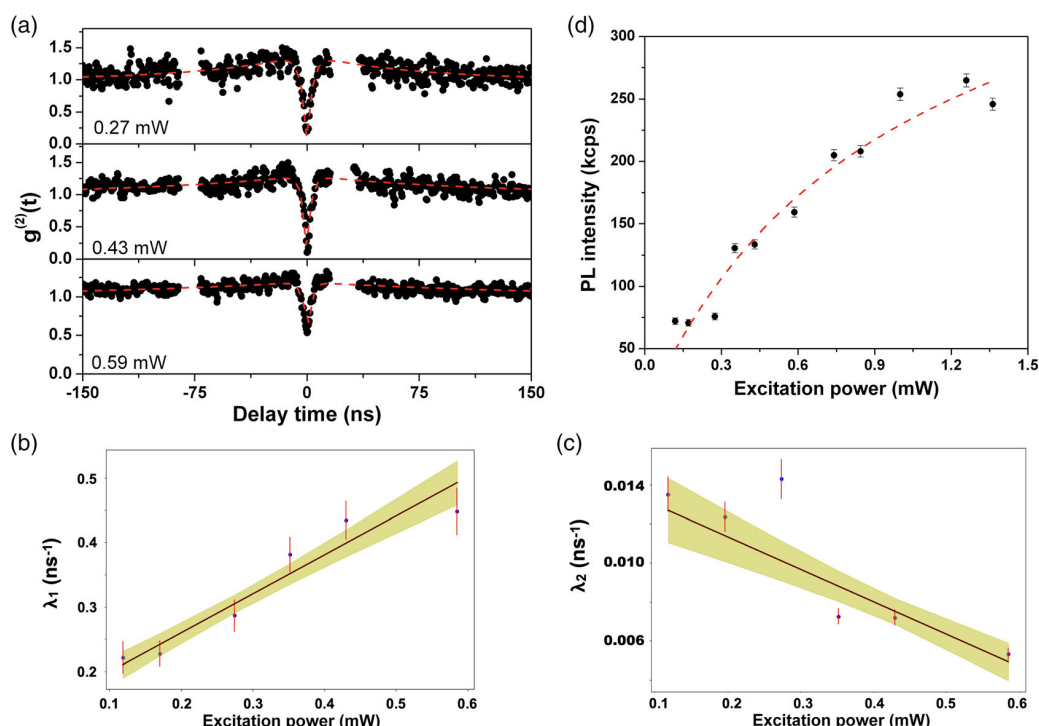 (a)
1.5
1.0
0.5
0.0
0.27 mW
1.5
1.0
0.5
0.0
0.43 mW
1.0
0.5
0.0
0.59 mW
g(2)(t)
-150 -75 0 75 150
Delay time (ns)
(d)
300
250
200
150
100
50
PL intensity (kcps)
0.0 0.3 0.6 0.9 1.2 1.5
Excitation power (mW)
(b)
0.5
0.4
0.3
0.2
λ1 (ns-1)
0.1 0.2 0.3 0.4 0.5 0.6
Excitation power (mW)
(c)
0.014
0.010
0.006
λ2 (ns-1)
0.1 0.2 0.3 0.4 0.5 0.6
Excitation power (mW)